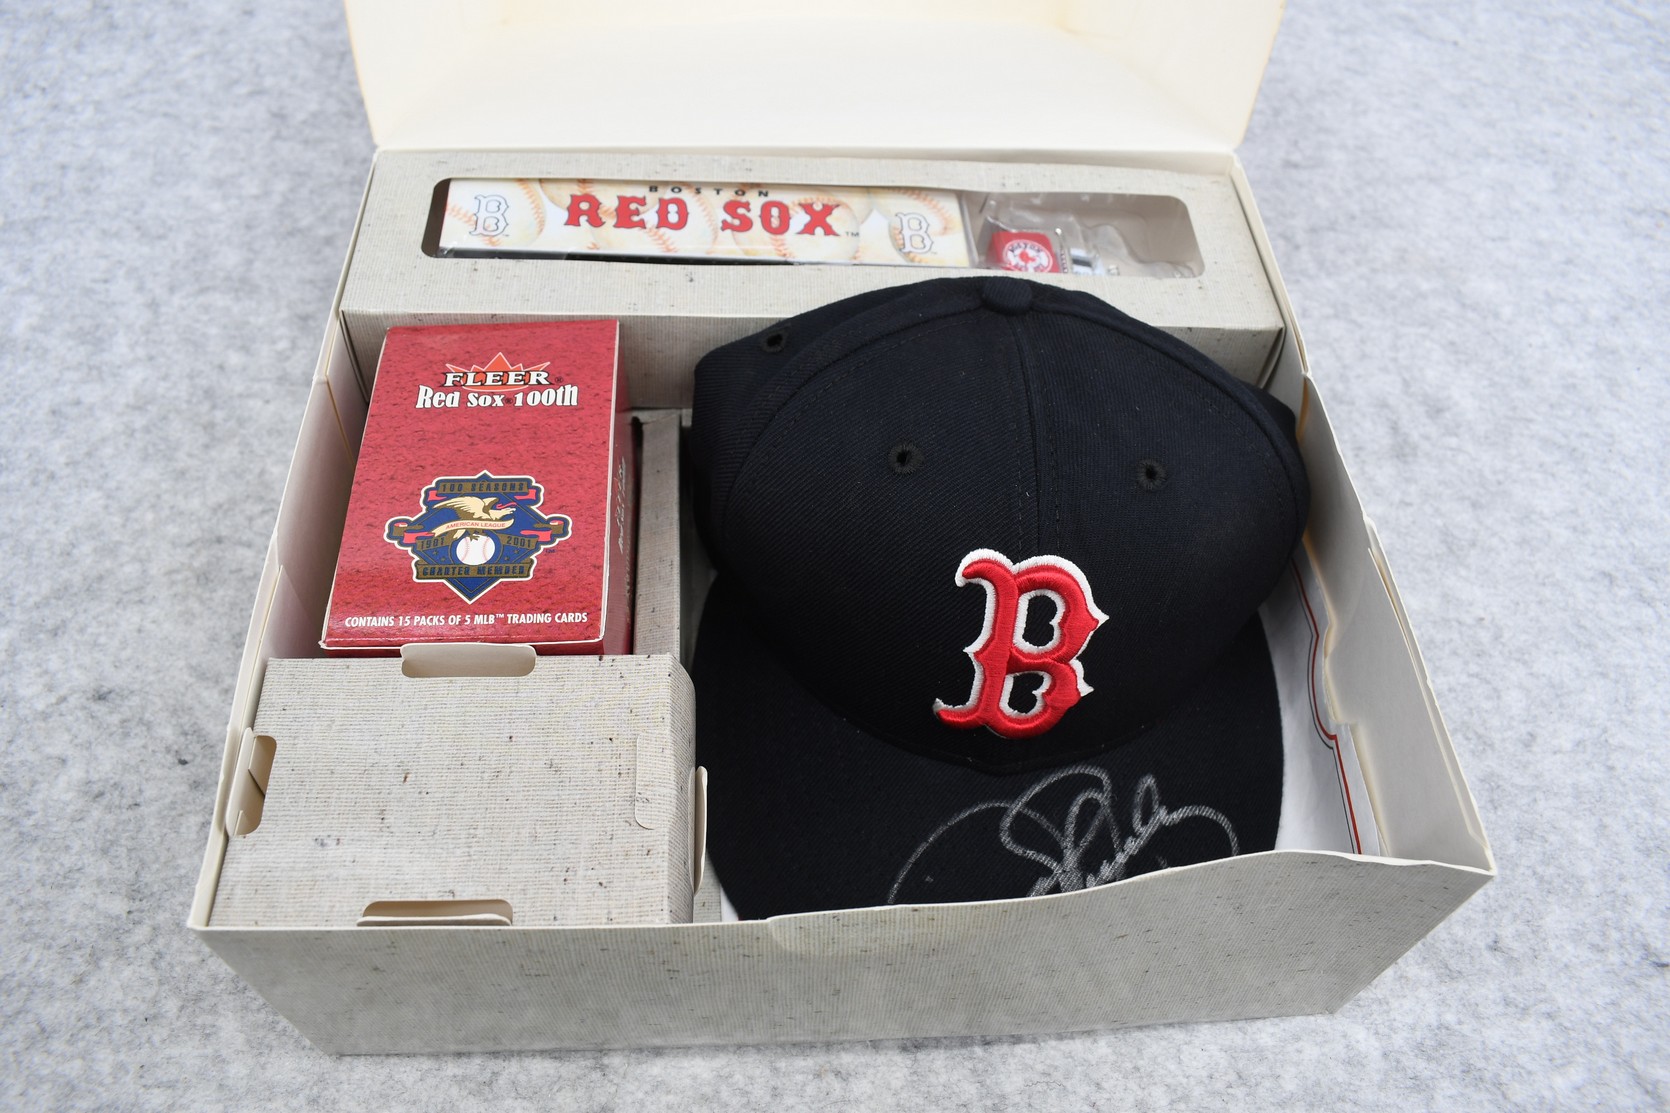 BOSTON
B RED SOX™ B
FLEER®
Red Sox 100th
100 SEASONS
AMERICAN LEAGUE
1901 2001
CHARTER MEMBER
CONTAINS 15 PACKS OF 5 MLB™ TRADING CARDS
B